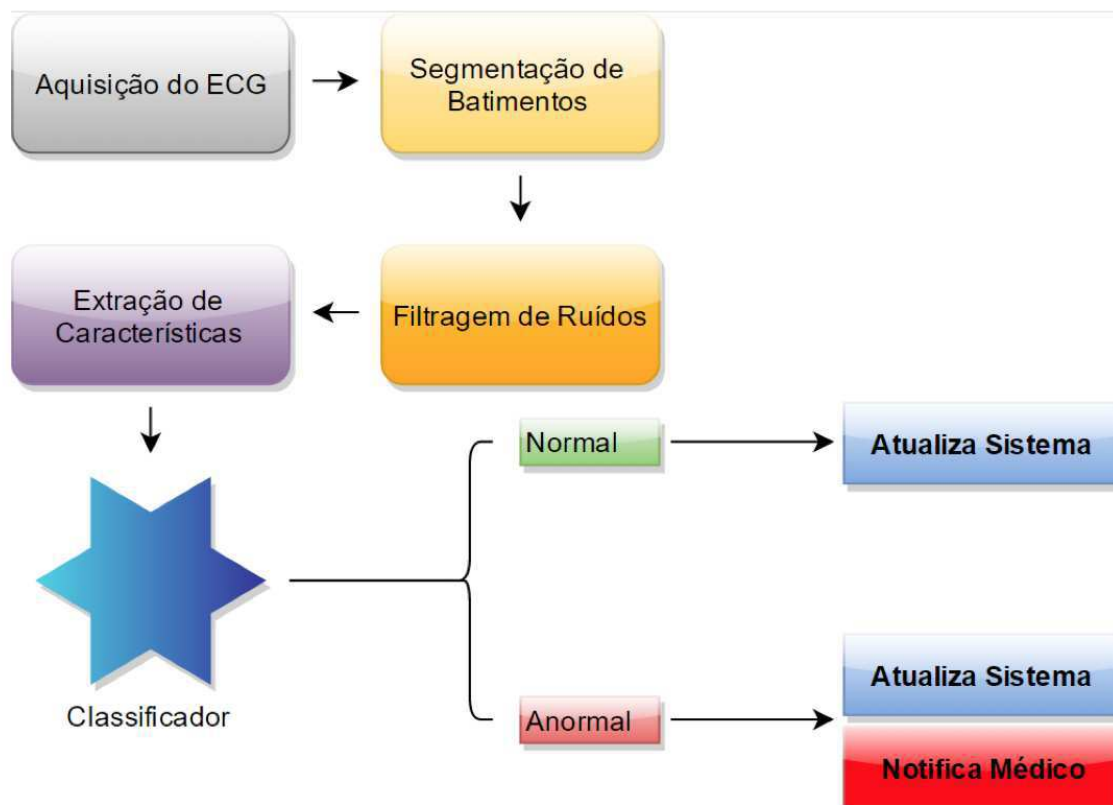 Aquisição do ECG
Segmentação de
Batimentos
Extração de
Características
Filtragem de Ruídos
Normal
Atualiza Sistema
Classificador
Anormal
Atualiza Sistema
Notifica Médico